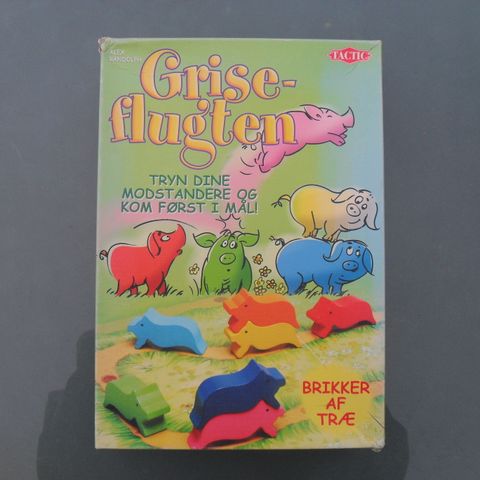 ALEX
RANDOLPH
TACTIC
Grise-
flugten
TRYN DINE
MODSTANDERE OG
KOM FØRST I MÅL!
BRIKKER
AF
TRÆ